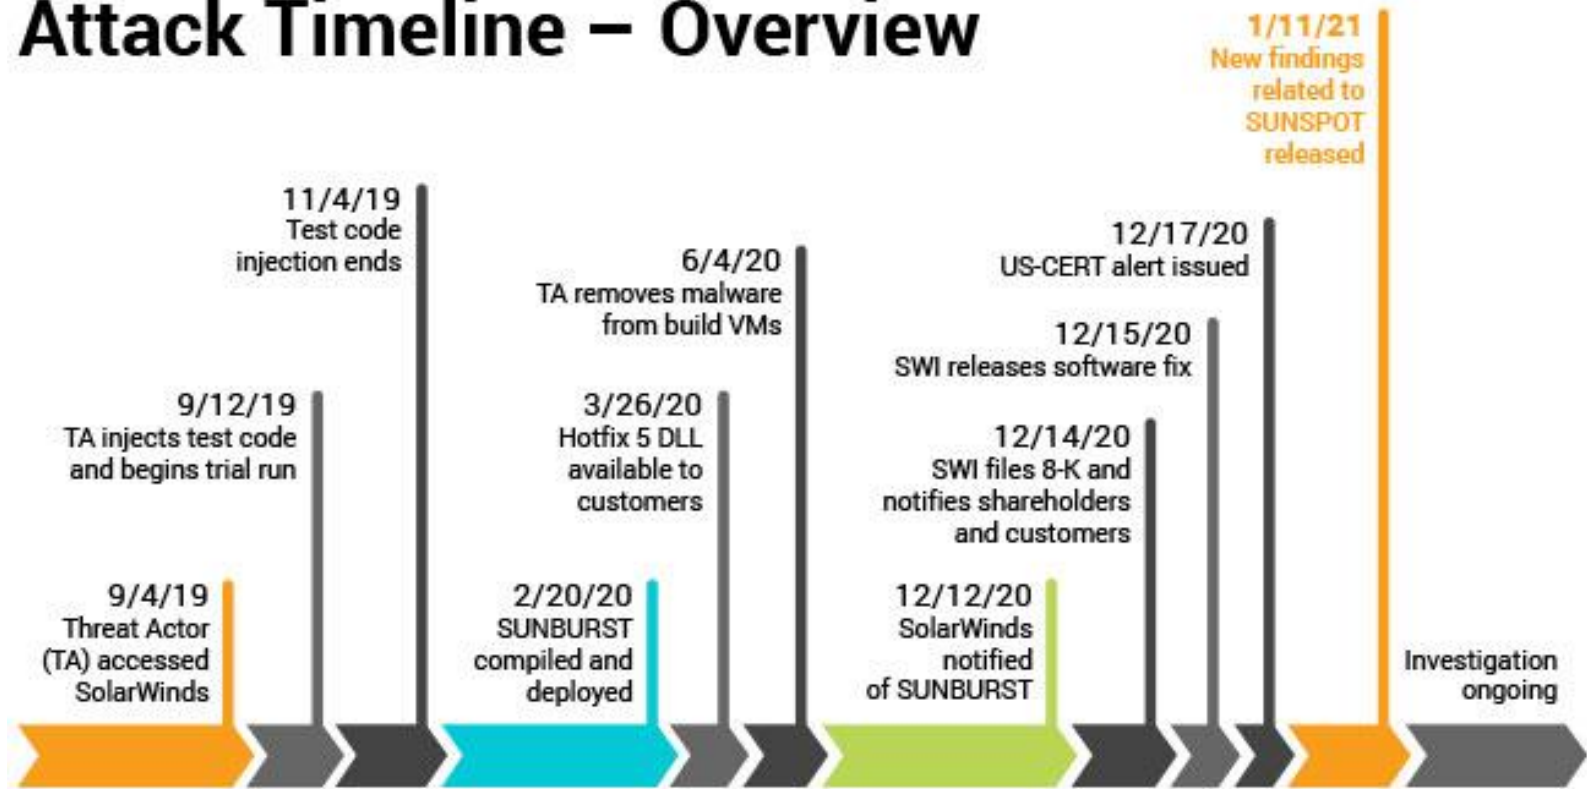 Attack Timeline – Overview
9/4/19
Threat Actor
(TA) accessed
SolarWinds
9/12/19
TA injects test code
and begins trial run
11/4/19
Test code
injection ends
2/20/20
SUNBURST
compiled and
deployed
3/26/20
Hotfix 5 DLL
available to
customers
6/4/20
TA removes malware
from build VMs
12/12/20
SolarWinds
notified
of SUNBURST
12/14/20
SWI files 8-K and
notifies shareholders
and customers
12/15/20
SWI releases software fix
12/17/20
US-CERT alert issued
1/11/21
New findings
related to
SUNSPOT
released
Investigation
ongoing